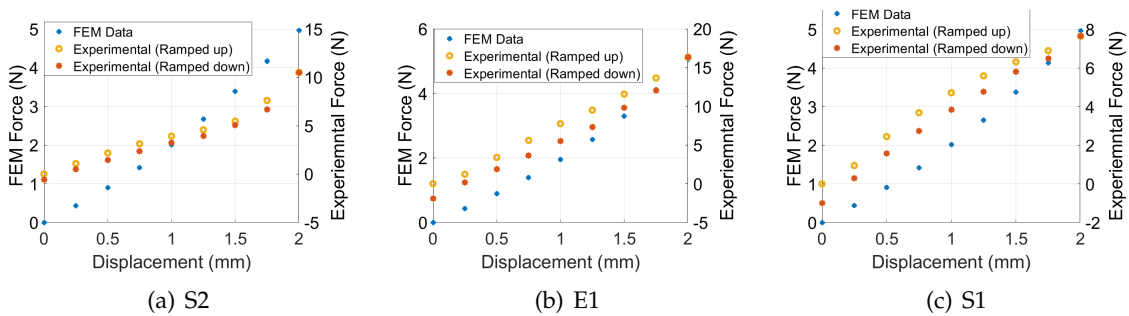 FEM Data
Experimental (Ramped up)
Experimental (Ramped down)
0 1 2 3 4 5
FEM Force (N)
-5 0 5 10 15
Experiemntal Force (N)
0 0.5 1 1.5 2
Displacement (mm)
(a) S2
FEM Data
Experimental (Ramped up)
Experimental (Ramped down)
0 2 4 6
FEM Force (N)
-5 0 5 10 15 20
Experiemntal Force (N)
0 0.5 1 1.5 2
Displacement (mm)
(b) E1
FEM Data
Experimental (Ramped up)
Experimental (Ramped down)
0 1 2 3 4 5
FEM Force (N)
-2 0 2 4 6 8
Experiemntal Force (N)
0 0.5 1 1.5 2
Displacement (mm)
(c) S1